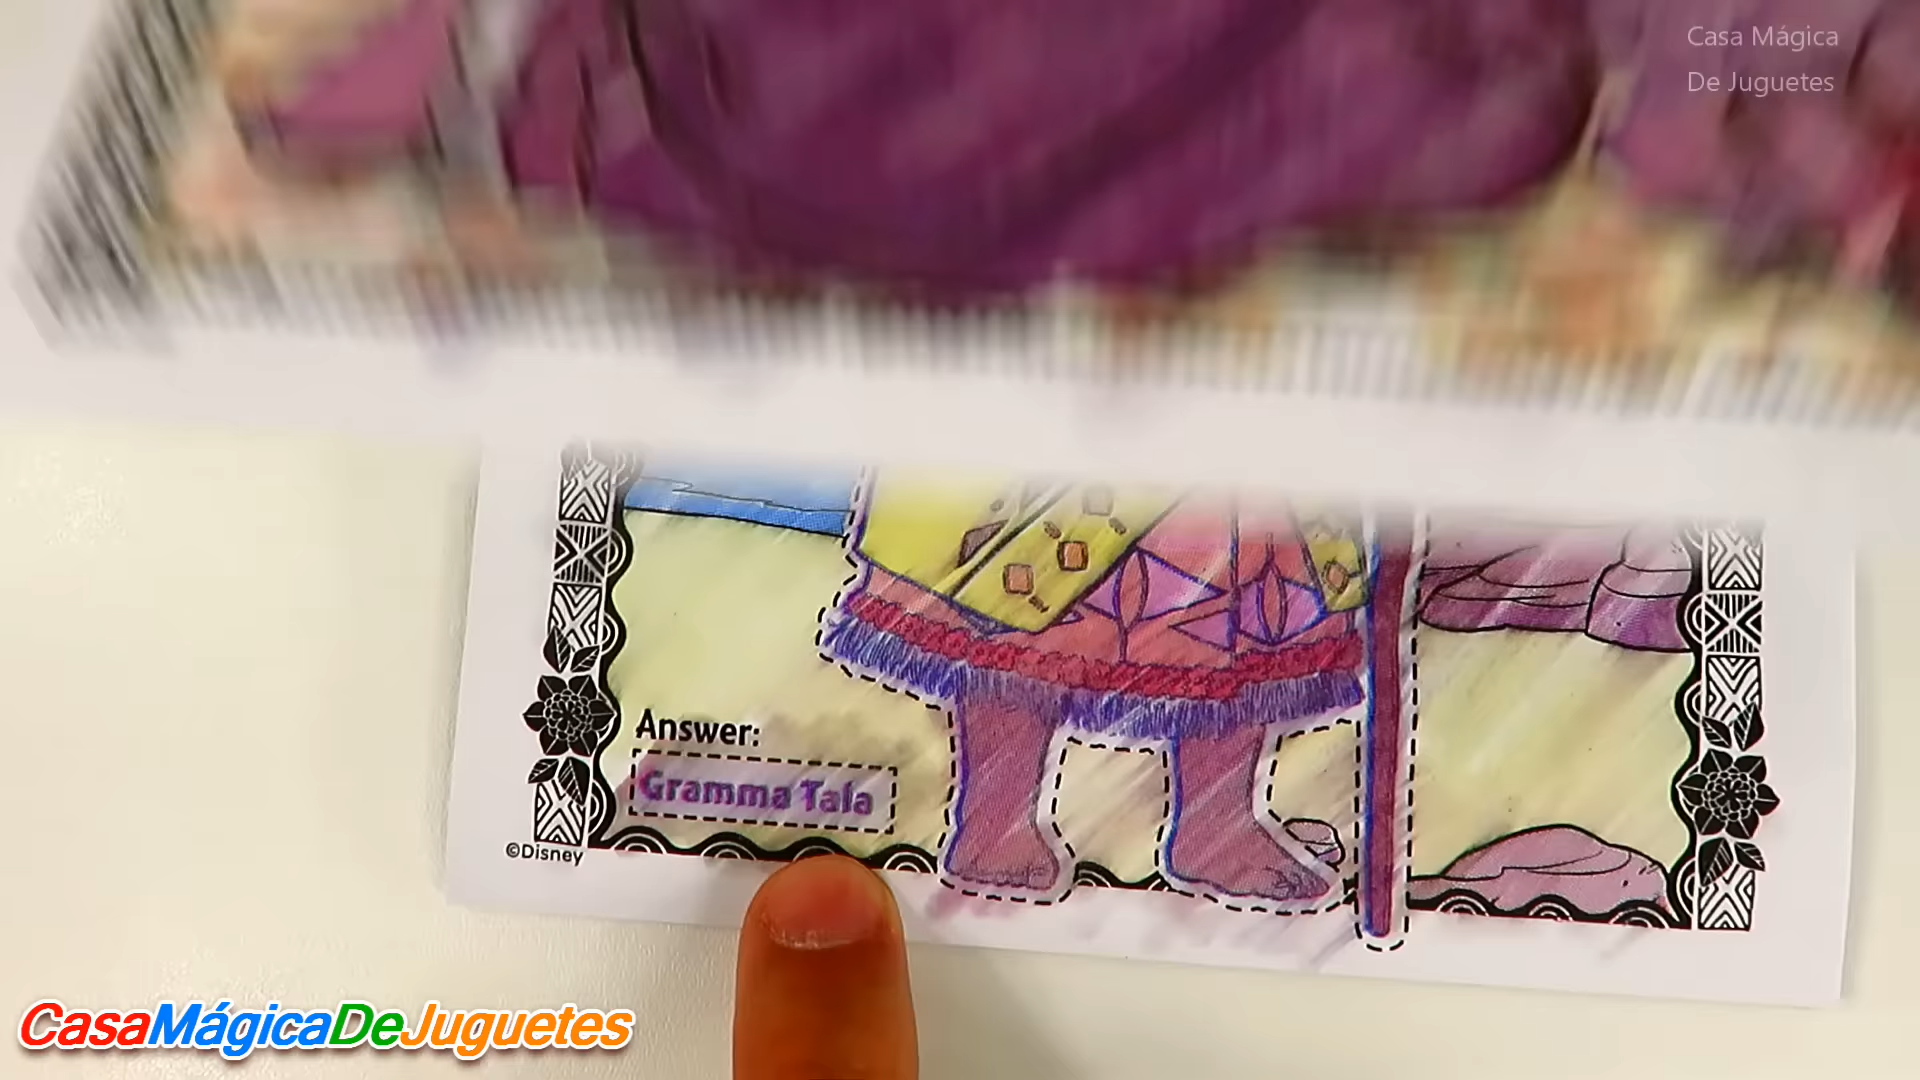 Casa Mágica
De Juguetes
Answer:
Gramma Tala
©Disney
CasaMágicaDeJuguetes